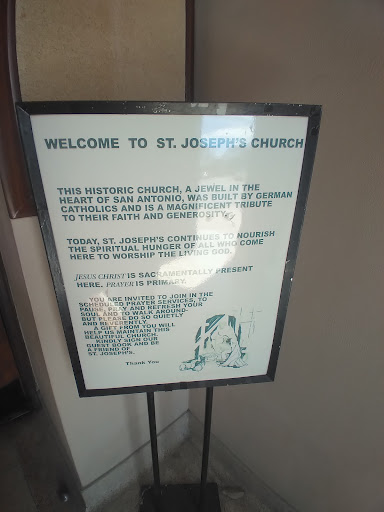 WELCOME TO ST. JOSEPH'S CHURCH
THIS HISTORIC CHURCH, A JEWEL IN THE
HEART OF SAN ANTONIO, WAS BUILT BY GERMAN
CATHOLICS AND IS A MAGNIFICENT TRIBUTE
TO THEIR FAITH AND GENEROSITY.
TODAY, ST. JOSEPH'S CONTINUES TO NOURISH
THE SPIRITUAL HUNGER OF ALL WHO COME
HERE TO WORSHIP THE LIVING GOD.
JESUS CHRIST IS SACRAMENTALLY PRESENT
HERE. PRAYER IS PRIMARY.
YOU ARE INVITED TO JOIN IN THE
SCHEDULED PRAYER SERVICES, TO
PAUSE, PRAY AND REFRESH YOUR
SOUL AND TO WALK AROUND-
BUT PLEASE DO SO QUIETLY
AND REVERENTLY.
A GIFT FROM YOU WILL
HELP US MAINTAIN THIS
BEAUTIFUL CHURCH.
KINDLY SIGN OUR
GUEST BOOK AND BE
A FRIEND OF
ST. JOSEPH'S.
Thank You